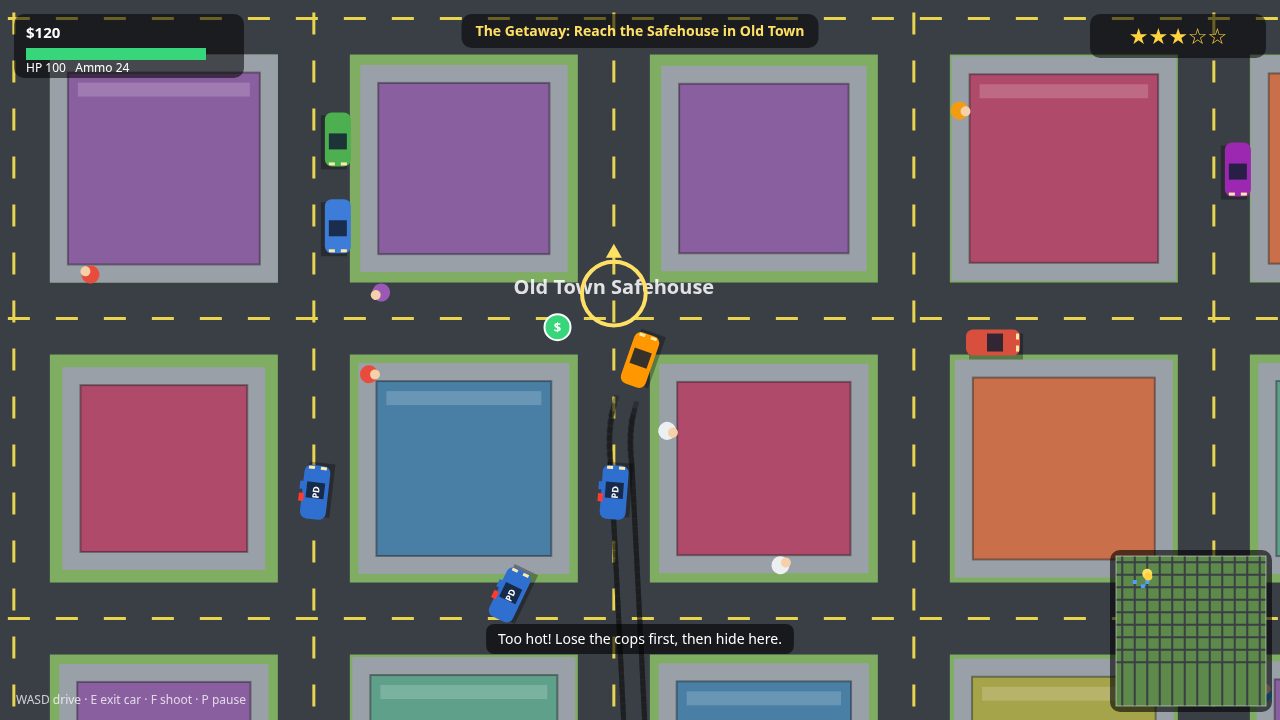 $120
HP 100 Ammo 24
The Getaway: Reach the Safehouse in Old Town
★★★☆☆
Old Town Safehouse
$
PD
PD
PD
Too hot! Lose the cops first, then hide here.
WASD drive · E exit car · F shoot · P pause